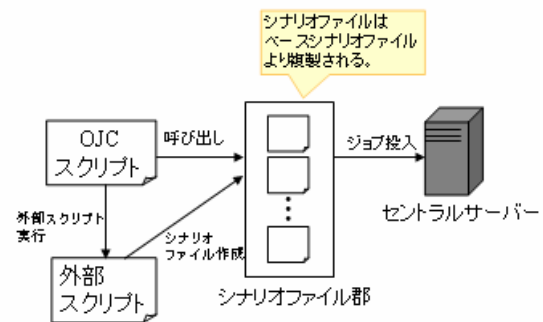 シナリオファイルは
ベースシナリオファイル
より複製される。
OJC
スクリプト
呼び出し
ジョブ投入
セントラルサーバー
外部スクリプト
実行
シナリオ
ファイル作成
外部
スクリプト
シナリオファイル郡